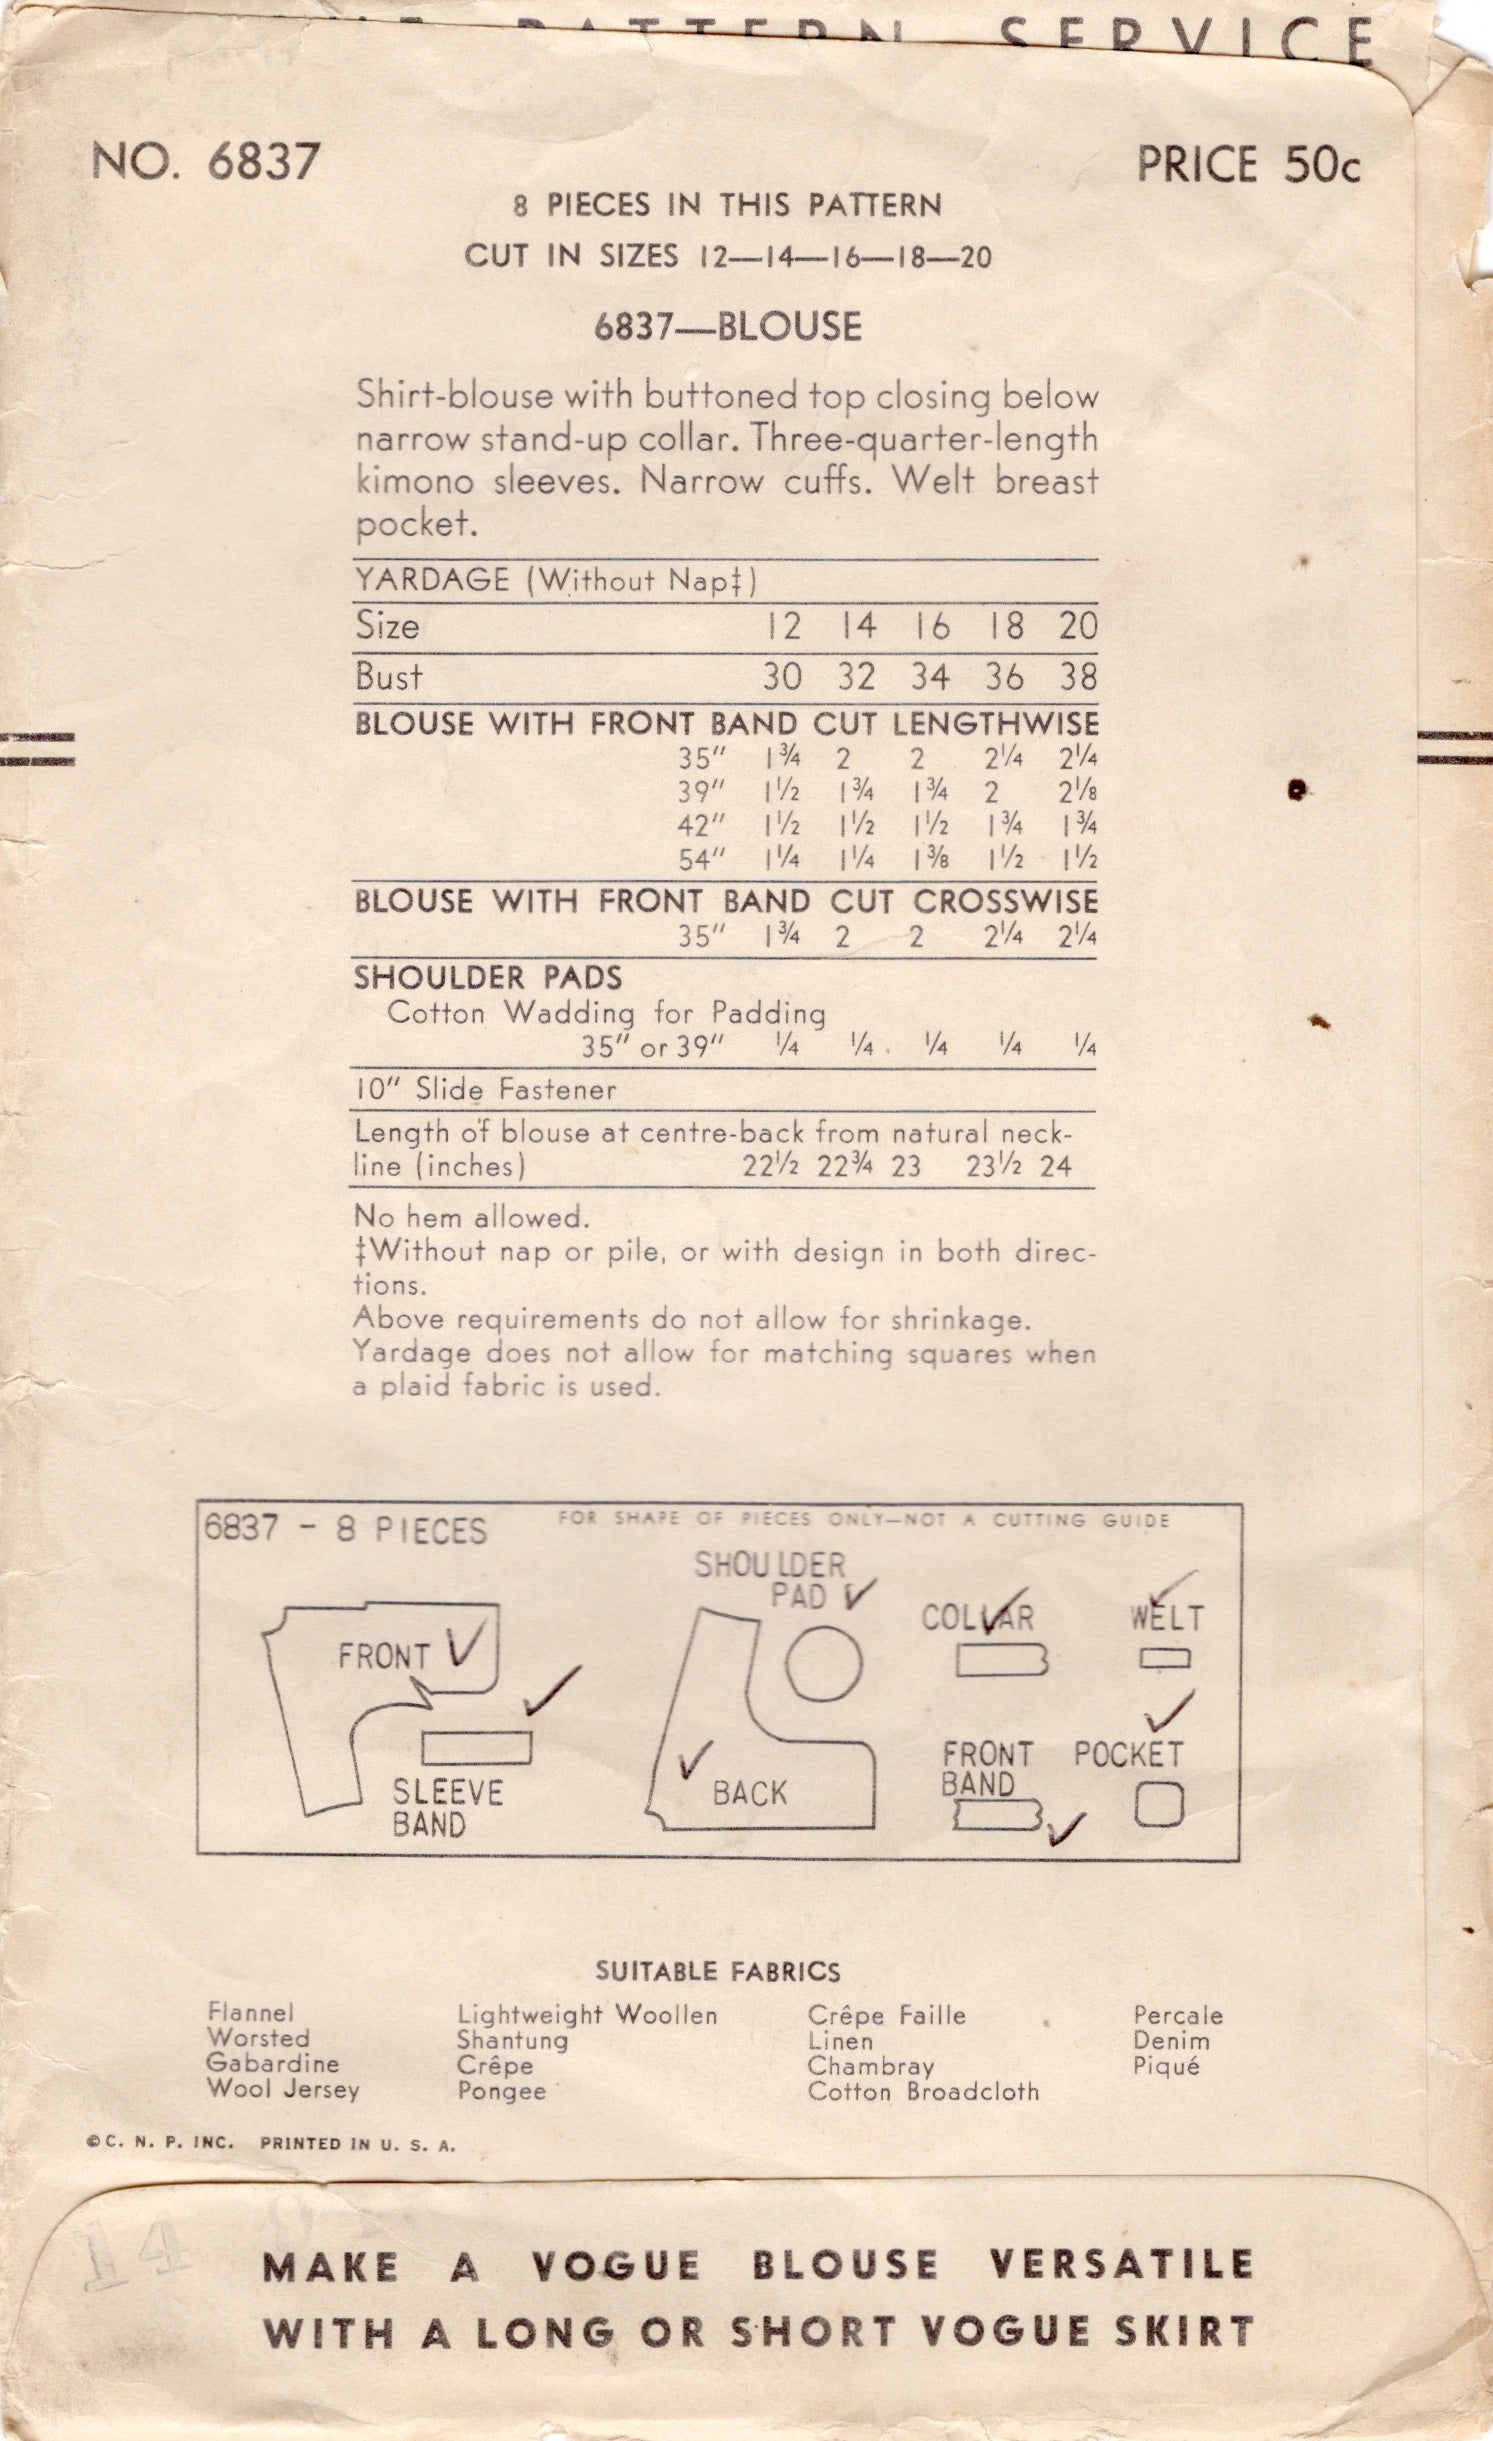 PATTERN SERVICE
NO. 6837
PRICE 50c
8 PIECES IN THIS PATTERN
CUT IN SIZES 12—14—16—18—20
6837—BLOUSE
Shirt-blouse with buttoned top closing below
narrow stand-up collar. Three-quarter-length
kimono sleeves. Narrow cuffs. Welt breast
pocket.
YARDAGE (Without Nap‡)
Size 12 14 16 18 20
Bust 30 32 34 36 38
BLOUSE WITH FRONT BAND CUT LENGTHWISE
35" 1¾ 2 2 2¼ 2¼
39" 1½ 1¾ 1¾ 2 2⅛
42" 1½ 1½ 1½ 1¾ 1¾
54" 1¼ 1¼ 1⅜ 1½ 1½
BLOUSE WITH FRONT BAND CUT CROSSWISE
35" 1¾ 2 2 2¼ 2¼
SHOULDER PADS
Cotton Wadding for Padding
35" or 39" ¼ ¼ ¼ ¼ ¼
10" Slide Fastener
Length of blouse at centre-back from natural neck-
line (inches) 22½ 22¾ 23 23½ 24
No hem allowed.
‡Without nap or pile, or with design in both direc-
tions.
Above requirements do not allow for shrinkage.
Yardage does not allow for matching squares when
a plaid fabric is used.
6837 - 8 PIECES
FOR SHAPE OF PIECES ONLY—NOT A CUTTING GUIDE
SHOULDER
PAD
COLLAR
WELT
FRONT
SLEEVE
BAND
BACK
FRONT
BAND
POCKET
SUITABLE FABRICS
Flannel Lightweight Woollen Crêpe Faille Percale
Worsted Shantung Linen Denim
Gabardine Crêpe Chambray Piqué
Wool Jersey Pongee Cotton Broadcloth
©C. N. P. INC. PRINTED IN U. S. A.
14
MAKE A VOGUE BLOUSE VERSATILE
WITH A LONG OR SHORT VOGUE SKIRT